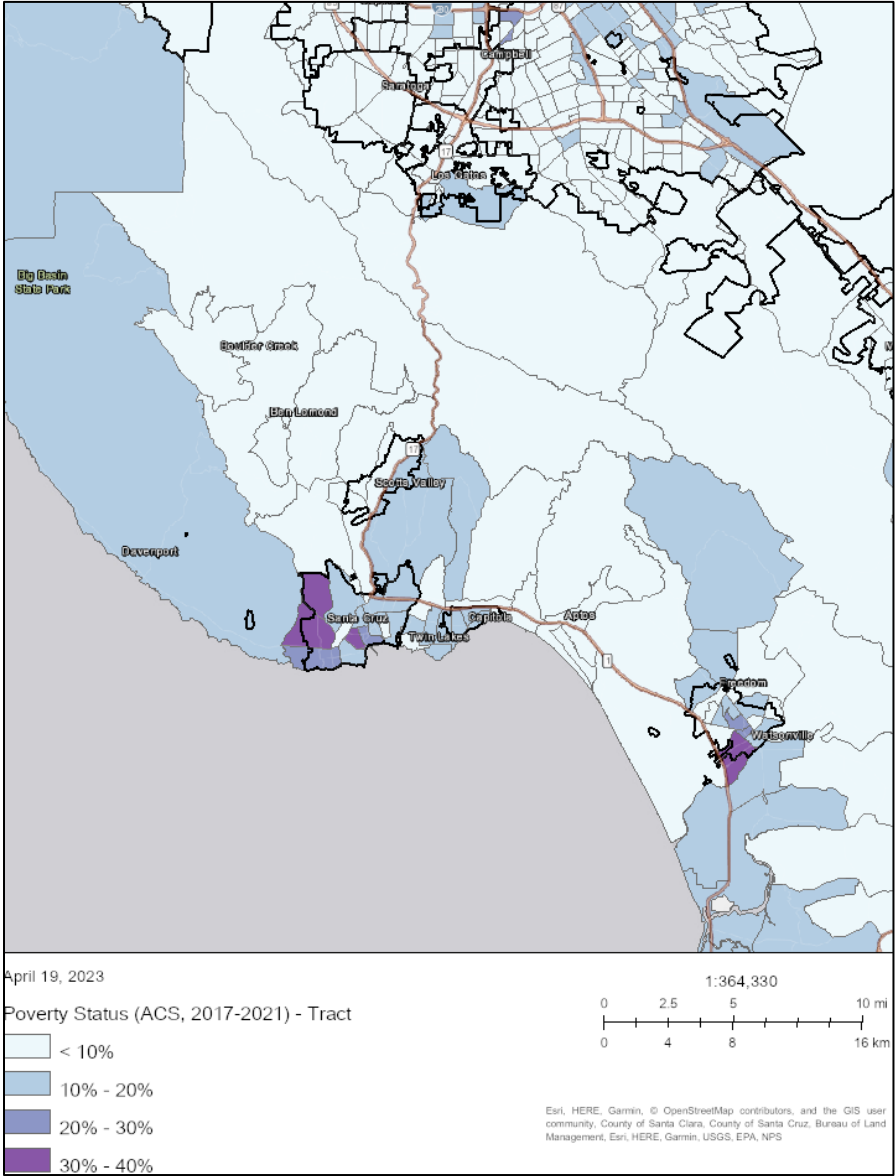 Campbell
Saratoga
17
Los Gatos
Big Basin
State Park
Boulder Creek
Ben Lomond
17
Scotts Valley
Davenport
Santa Cruz
Twin Lakes
Capitola
Aptos
1
Freedom
Watsonville
April 19, 2023
Poverty Status (ACS, 2017-2021) - Tract
< 10%
10% - 20%
20% - 30%
30% - 40%
1:364,330
0 2.5 5 10 mi
0 4 8 16 km
Esri, HERE, Garmin, © OpenStreetMap contributors, and the GIS user
community, County of Santa Clara, County of Santa Cruz, Bureau of Land
Management, Esri, HERE, Garmin, USGS, EPA, NPS